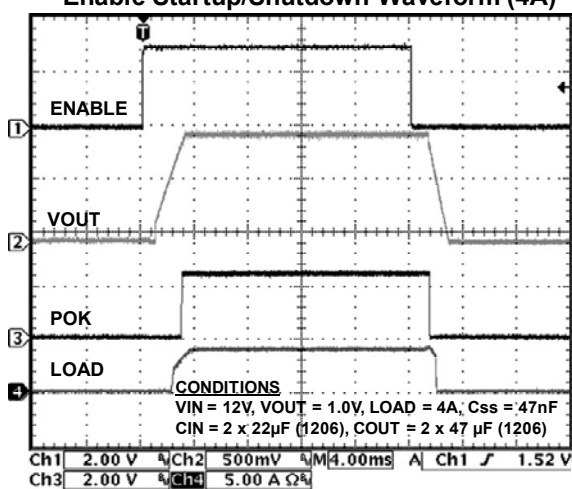 Enable Startup/Shutdown Waveform (4A)
T
ENABLE
1
VOUT
2
POK
3
LOAD
4
CONDITIONS
VIN = 12V, VOUT = 1.0V, LOAD = 4A, Css = 47nF
CIN = 2 x 22µF (1206), COUT = 2 x 47 µF (1206)
Ch1 2.00 V Ch2 500mV M 4.00ms A Ch1 1.52 V
Ch3 2.00 V Ch4 5.00 A Ω